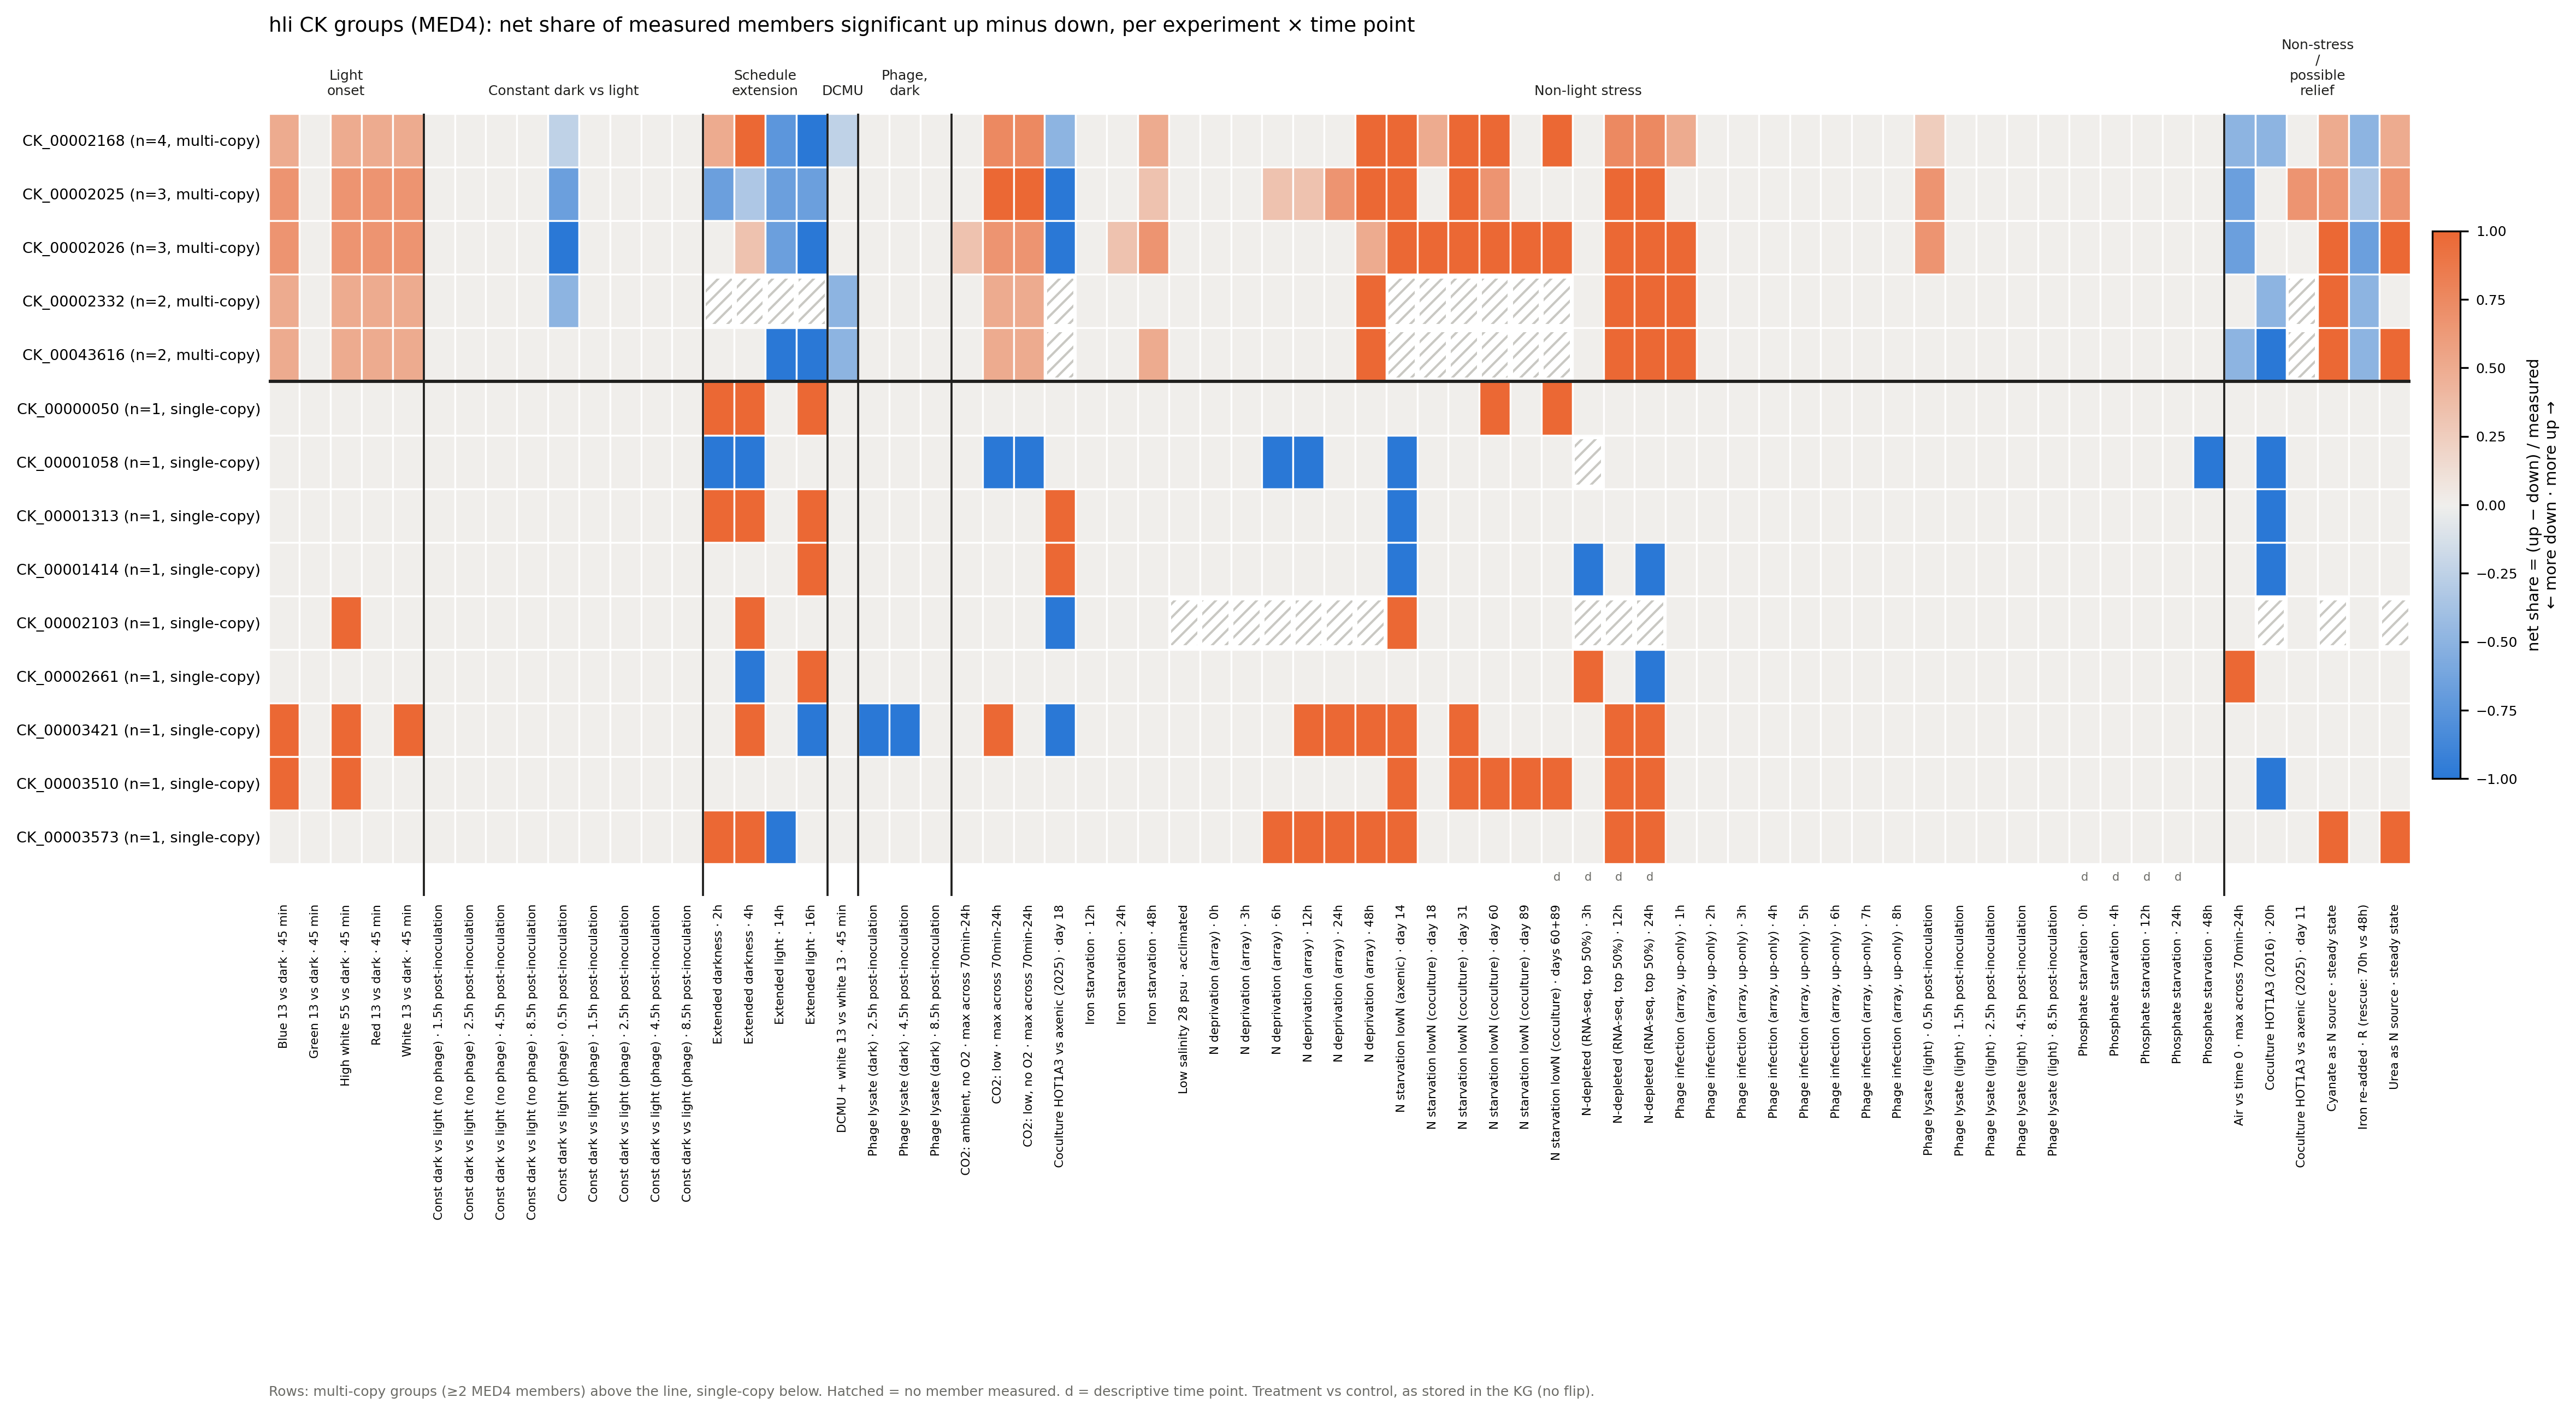 hli CK groups (MED4): net share of measured members significant up minus down, per experiment × time point
Light
onset
Constant dark vs light
Schedule
extension
DCMU
Phage,
dark
Non-light stress
Non-stress
/
possible
relief
CK_00002168 (n=4, multi-copy)
CK_00002025 (n=3, multi-copy)
CK_00002026 (n=3, multi-copy)
CK_00002332 (n=2, multi-copy)
CK_00043616 (n=2, multi-copy)
CK_00000050 (n=1, single-copy)
CK_00001058 (n=1, single-copy)
CK_00001313 (n=1, single-copy)
CK_00001414 (n=1, single-copy)
CK_00002103 (n=1, single-copy)
CK_00002661 (n=1, single-copy)
CK_00003421 (n=1, single-copy)
CK_00003510 (n=1, single-copy)
CK_00003573 (n=1, single-copy)
1.00
0.75
0.50
0.25
0.00
−0.25
−0.50
−0.75
−1.00
net share = (up − down) / measured
← more down · more up →
d d d d d d d d
Blue 13 vs dark · 45 min
Green 13 vs dark · 45 min
High white 55 vs dark · 45 min
Red 13 vs dark · 45 min
White 13 vs dark · 45 min
Const dark vs light (no phage) · 1.5h post-inoculation
Const dark vs light (no phage) · 2.5h post-inoculation
Const dark vs light (no phage) · 4.5h post-inoculation
Const dark vs light (no phage) · 8.5h post-inoculation
Const dark vs light (phage) · 0.5h post-inoculation
Const dark vs light (phage) · 1.5h post-inoculation
Const dark vs light (phage) · 2.5h post-inoculation
Const dark vs light (phage) · 4.5h post-inoculation
Const dark vs light (phage) · 8.5h post-inoculation
Extended darkness · 2h
Extended darkness · 4h
Extended light · 14h
Extended light · 16h
DCMU + white 13 vs white 13 · 45 min
Phage lysate (dark) · 2.5h post-inoculation
Phage lysate (dark) · 4.5h post-inoculation
Phage lysate (dark) · 8.5h post-inoculation
CO2: ambient, no O2 · max across 70min-24h
CO2: low · max across 70min-24h
CO2: low, no O2 · max across 70min-24h
Coculture HOT1A3 vs axenic (2025) · day 18
Iron starvation · 12h
Iron starvation · 24h
Iron starvation · 48h
Low salinity 28 psu · acclimated
N deprivation (array) · 0h
N deprivation (array) · 3h
N deprivation (array) · 6h
N deprivation (array) · 12h
N deprivation (array) · 24h
N deprivation (array) · 48h
N starvation lowN (axenic) · day 14
N starvation lowN (coculture) · day 18
N starvation lowN (coculture) · day 31
N starvation lowN (coculture) · day 60
N starvation lowN (coculture) · day 89
N starvation lowN (coculture) · days 60+89
N-depleted (RNA-seq, top 50%) · 3h
N-depleted (RNA-seq, top 50%) · 12h
N-depleted (RNA-seq, top 50%) · 24h
Phage infection (array, up-only) · 1h
Phage infection (array, up-only) · 2h
Phage infection (array, up-only) · 3h
Phage infection (array, up-only) · 4h
Phage infection (array, up-only) · 5h
Phage infection (array, up-only) · 6h
Phage infection (array, up-only) · 7h
Phage infection (array, up-only) · 8h
Phage lysate (light) · 0.5h post-inoculation
Phage lysate (light) · 1.5h post-inoculation
Phage lysate (light) · 2.5h post-inoculation
Phage lysate (light) · 4.5h post-inoculation
Phage lysate (light) · 8.5h post-inoculation
Phosphate starvation · 0h
Phosphate starvation · 4h
Phosphate starvation · 12h
Phosphate starvation · 24h
Phosphate starvation · 48h
Air vs time 0 · max across 70min-24h
Coculture HOT1A3 (2016) · 20h
Coculture HOT1A3 vs axenic (2025) · day 11
Cyanate as N source · steady state
Iron re-added · R (rescue: 70h vs 48h)
Urea as N source · steady state
Rows: multi-copy groups (≥2 MED4 members) above the line, single-copy below. Hatched = no member measured. d = descriptive time point. Treatment vs control, as stored in the KG (no flip).